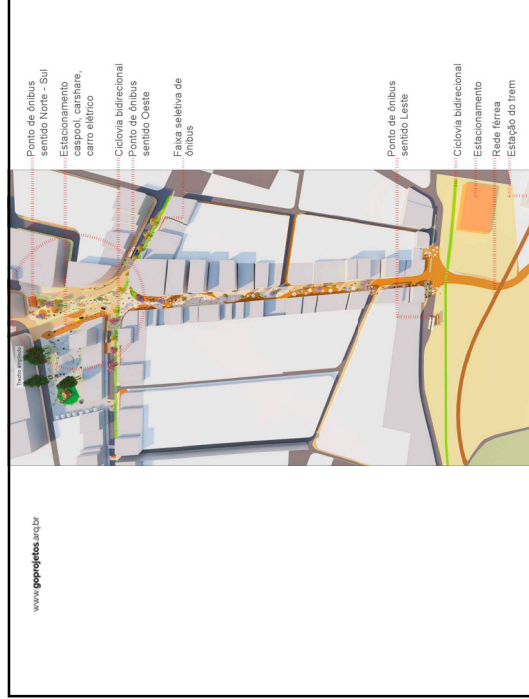 Ponto de ônibus
sentido Norte - Sul
Estacionamento
caspool, carshare,
carro elétrico
Ciclovia bidirecional
Ponto de ônibus
sentido Oeste
Faixa seletiva de
ônibus
Ponto de ônibus
sentido Leste
Ciclovia bidirecional
Estacionamento
Rede férrea
Estação do trem
Trecho ampliado
www.goprojetos.arq.br